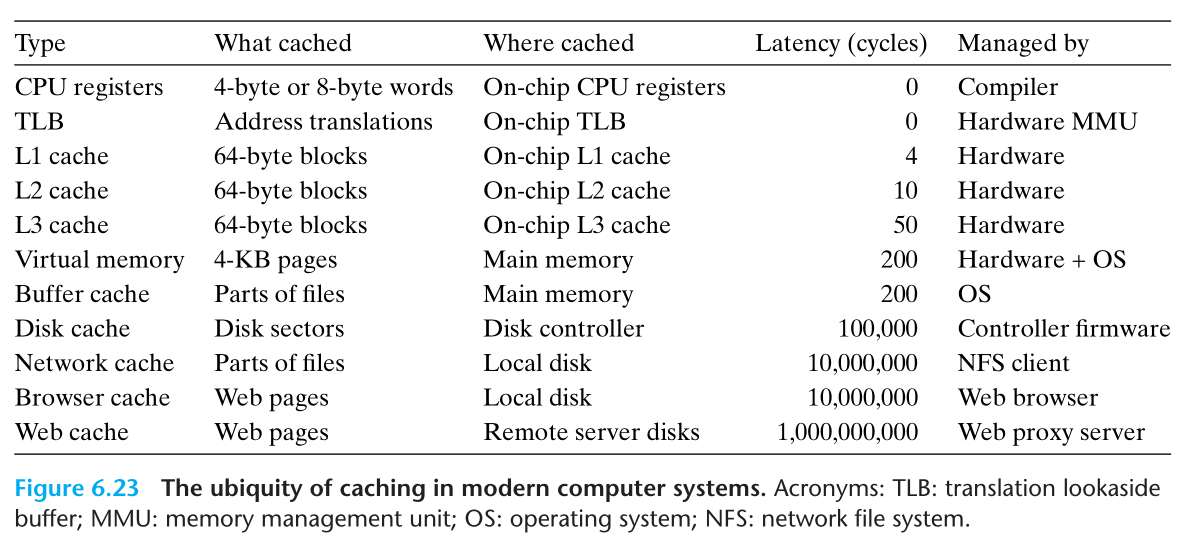 Type What cached Where cached Latency (cycles) Managed by
CPU registers 4-byte or 8-byte words On-chip CPU registers 0 Compiler
TLB Address translations On-chip TLB 0 Hardware MMU
L1 cache 64-byte blocks On-chip L1 cache 4 Hardware
L2 cache 64-byte blocks On-chip L2 cache 10 Hardware
L3 cache 64-byte blocks On-chip L3 cache 50 Hardware
Virtual memory 4-KB pages Main memory 200 Hardware + OS
Buffer cache Parts of files Main memory 200 OS
Disk cache Disk sectors Disk controller 100,000 Controller firmware
Network cache Parts of files Local disk 10,000,000 NFS client
Browser cache Web pages Local disk 10,000,000 Web browser
Web cache Web pages Remote server disks 1,000,000,000 Web proxy server
Figure 6.23 The ubiquity of caching in modern computer systems. Acronyms: TLB: translation lookaside
buffer; MMU: memory management unit; OS: operating system; NFS: network file system.